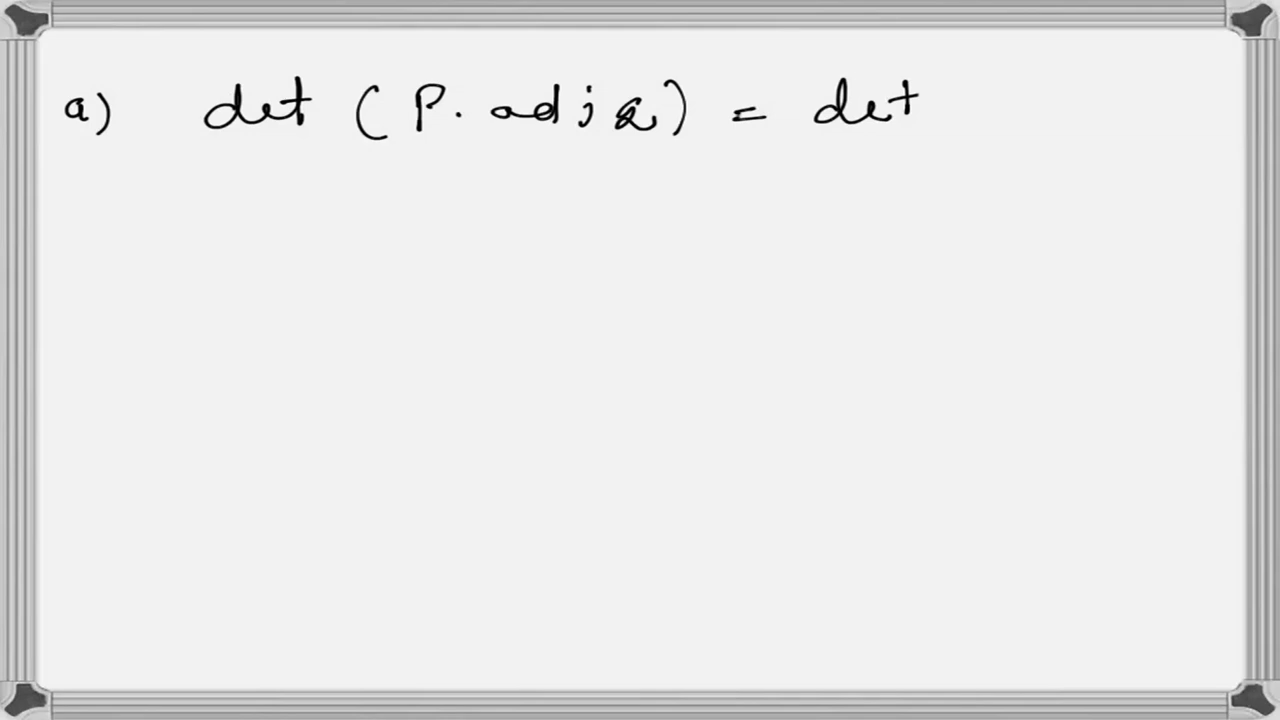 a) det (P. adj Q) = det